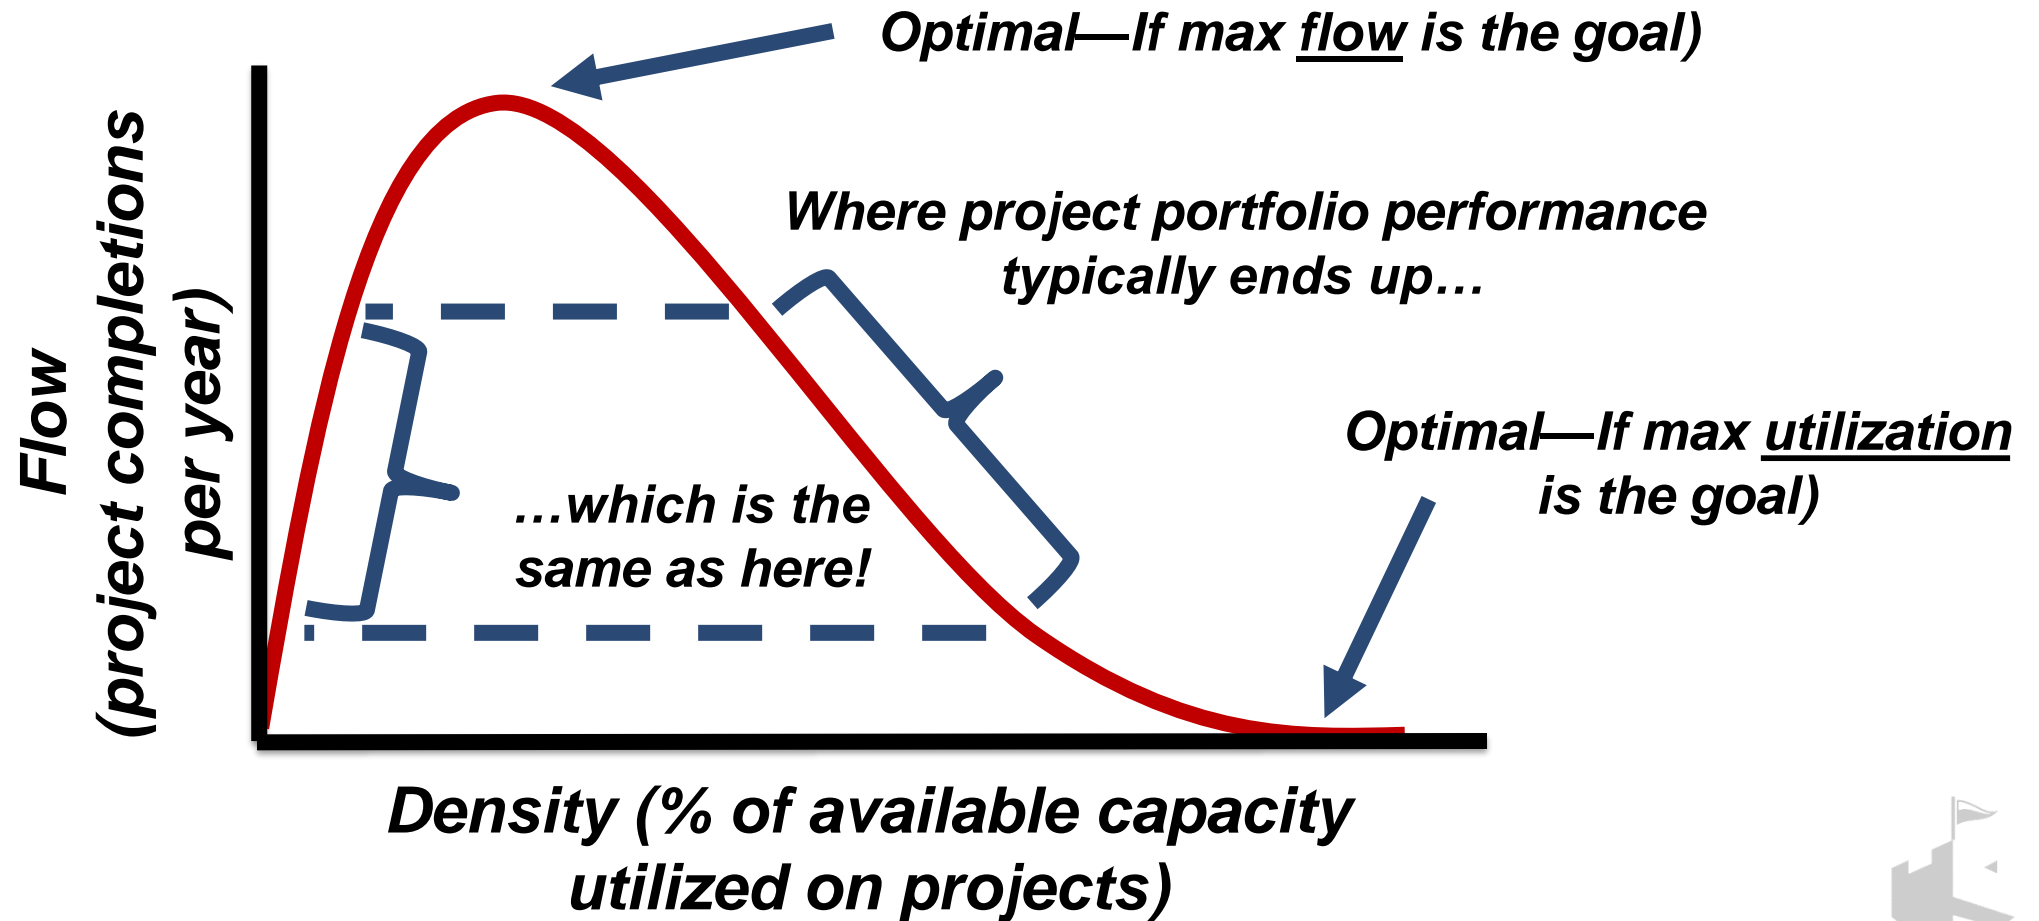 Optimal—If max flow is the goal)
Where project portfolio performance
typically ends up…
Optimal—If max utilization
is the goal)
…which is the
same as here!
Flow
(project completions
per year)
Density (% of available capacity
utilized on projects)